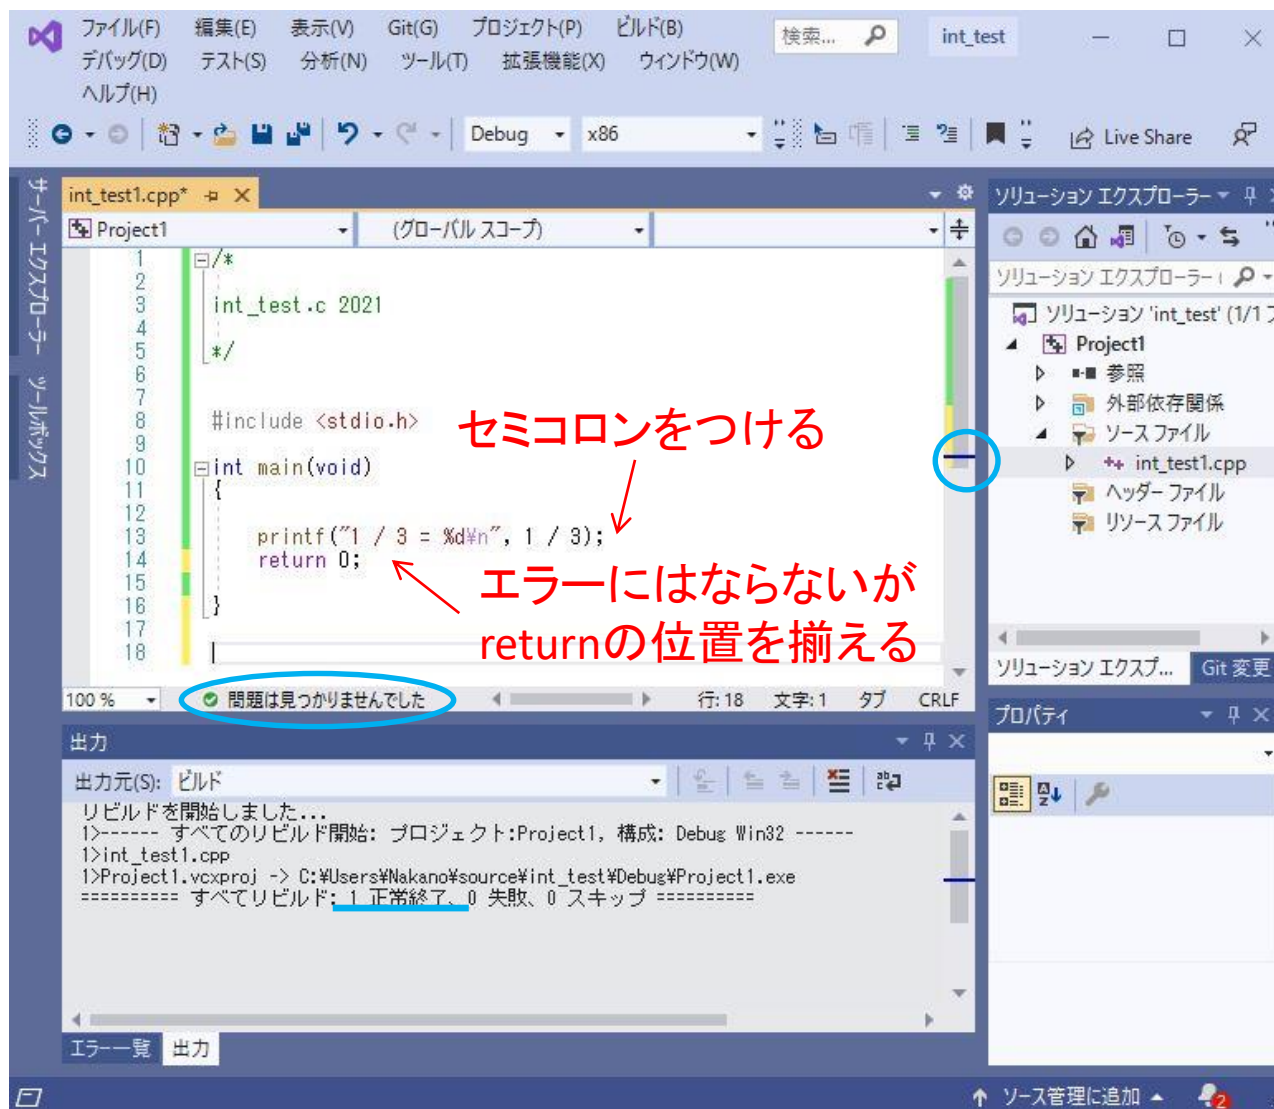 ファイル(F) 編集(E) 表示(V) Git(G) プロジェクト(P) ビルド(B) 検索... int_test
デバッグ(D) テスト(S) 分析(N) ツール(T) 拡張機能(X) ウィンドウ(W)
ヘルプ(H)
Debug x86 Live Share
サーバー エクスプローラー ツールボックス
int_test1.cpp*
Project1 (グローバル スコープ)
1 /*
2
3 int_test.c 2021
4
5 */
6
7
8 #include <stdio.h>
9
10 int main(void)
11 {
12
13 printf("1 / 3 = %d¥n", 1 / 3);
14 return 0;
15
16 }
17
18
セミコロンをつける
エラーにはならないが
returnの位置を揃える
100 % 問題は見つかりませんでした 行: 18 文字: 1 タブ CRLF
出力
出力元(S): ビルド
リビルドを開始しました...
1>------ すべてのリビルド開始: プロジェクト:Project1, 構成: Debug Win32 ------
1>int_test1.cpp
1>Project1.vcxproj -> C:¥Users¥Nakano¥source¥int_test¥Debug¥Project1.exe
========== すべてリビルド: 1 正常終了、0 失敗、0 スキップ ==========
エラー一覧 出力
ソリューション エクスプローラー
ソリューション エクスプローラー (
ソリューション 'int_test' (1/1
Project1
参照
外部依存関係
ソース ファイル
int_test1.cpp
ヘッダー ファイル
リソース ファイル
ソリューション エクスプ... Git 変更
プロパティ
ソース管理に追加 2